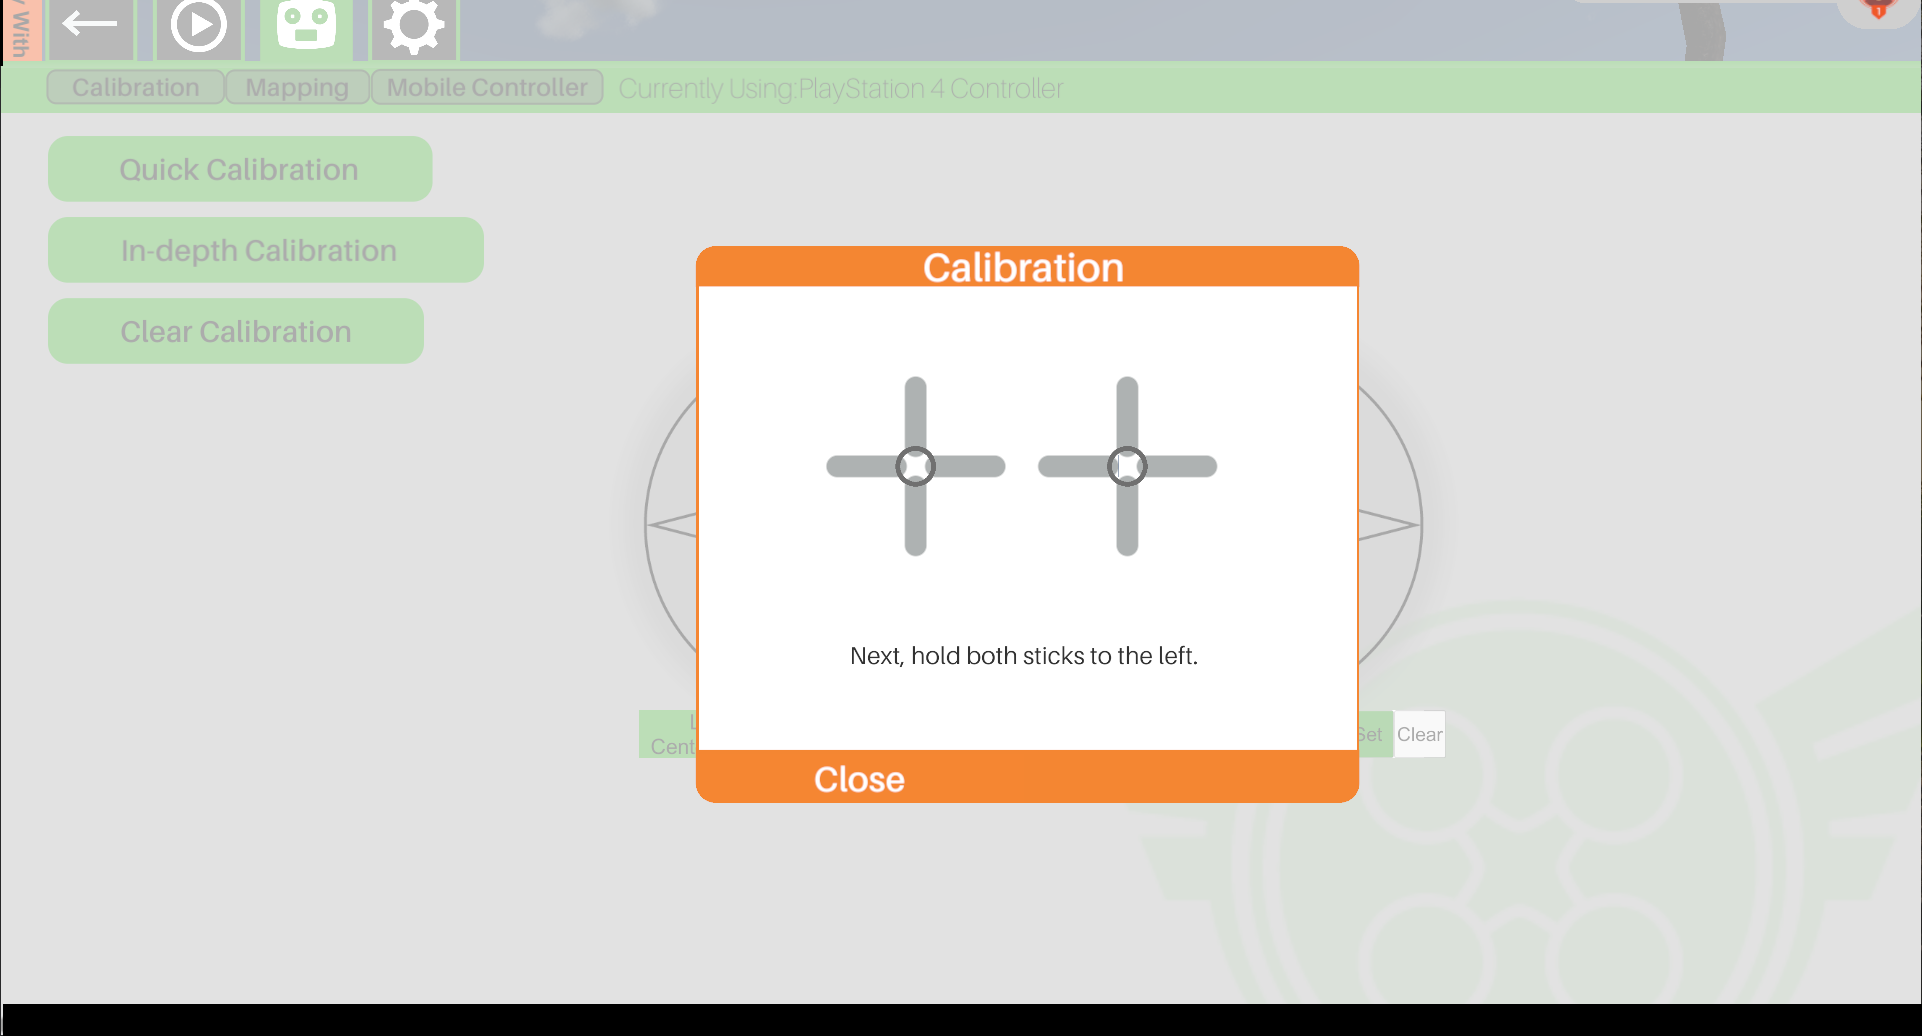 With
1
Calibration Mapping Mobile Controller Currently Using:PlayStation 4 Controller
Quick Calibration
In-depth Calibration
Clear Calibration
Calibration
Next, hold both sticks to the left.
Set Clear
Close